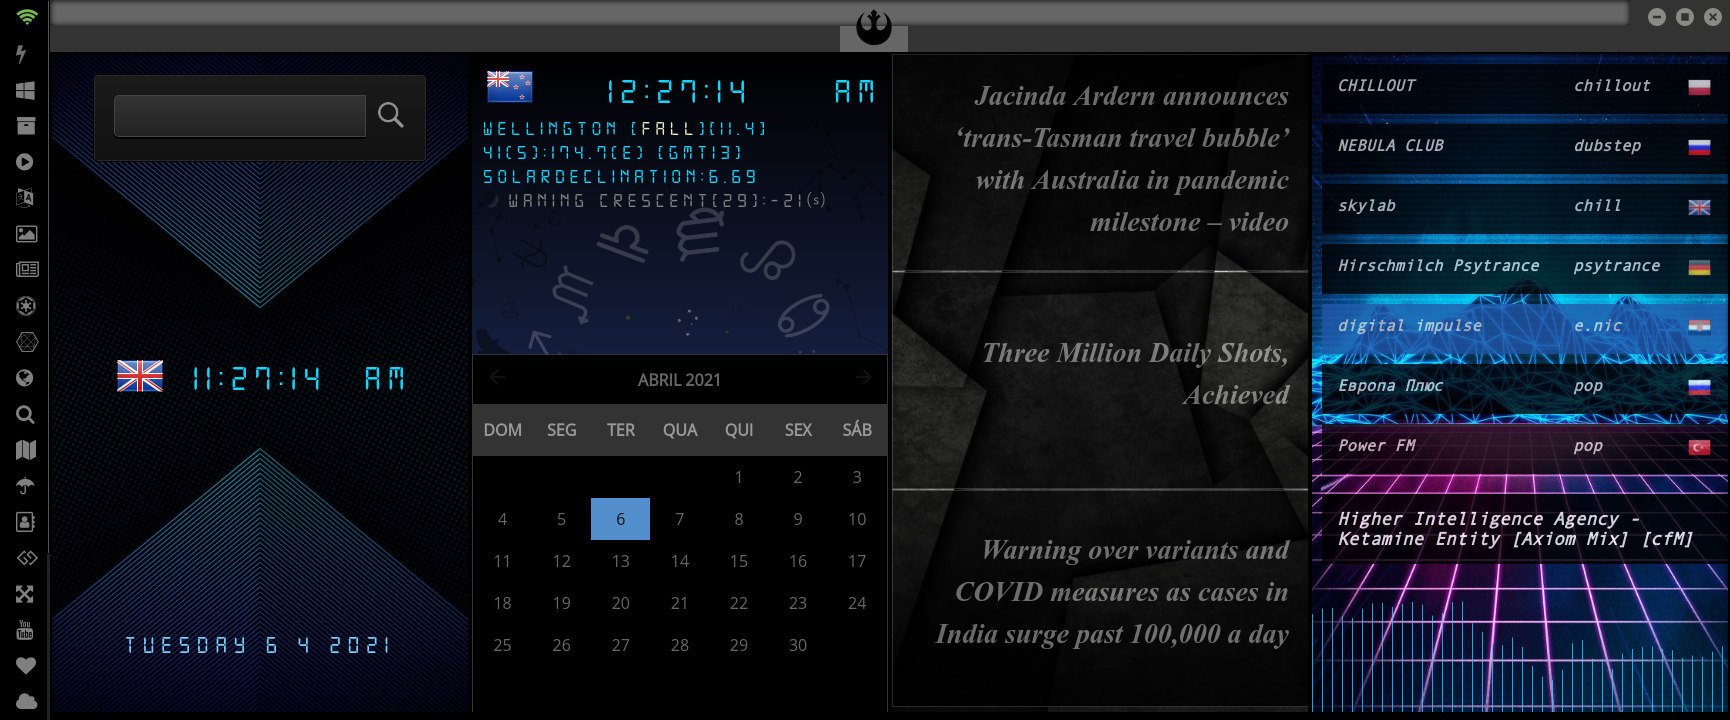 11:27:14 AM
TUESDAY 6 4 2021
12:27:14 AM
WELLINGTON [FALL][11.4]
41(S):174.7(E) [GMT13]
SOLARDECLINATION:6.69
WANING CRESCENT[29]:-21(s)
ABRIL 2021
DOM SEG TER QUA QUI SEX SÁB
1 2 3
4 5 6 7 8 9 10
11 12 13 14 15 16 17
18 19 20 21 22 23 24
25 26 27 28 29 30
Jacinda Ardern announces
‘trans-Tasman travel bubble’
with Australia in pandemic
milestone – video
Three Million Daily Shots,
Achieved
Warning over variants and
COVID measures as cases in
India surge past 100,000 a day
CHILLOUT chillout
NEBULA CLUB dubstep
skylab chill
Hirschmilch Psytrance psytrance
digital impulse e.nic
Европа Плюс pop
Power FM pop
Higher Intelligence Agency -
Ketamine Entity [Axiom Mix] [cfM]
You
Tube